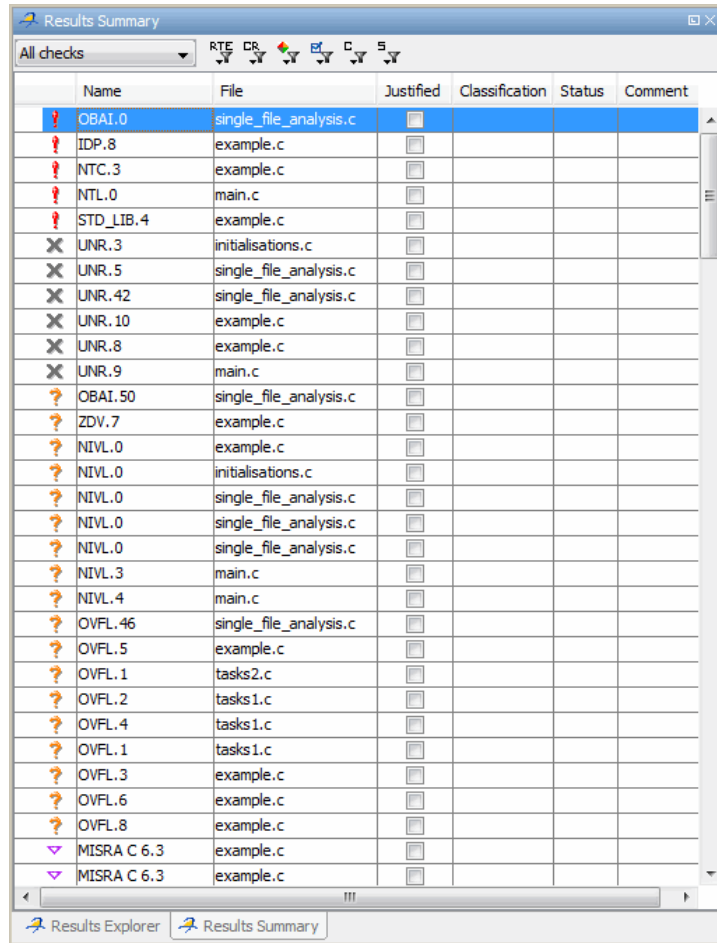 Results Summary
All checks RTE CR C S
Name File Justified Classification Status Comment
OBAI.0 single_file_analysis.c
IDP.8 example.c
NTC.3 example.c
NTL.0 main.c
STD_LIB.4 example.c
UNR.3 initialisations.c
UNR.5 single_file_analysis.c
UNR.42 single_file_analysis.c
UNR.10 example.c
UNR.8 example.c
UNR.9 main.c
OBAI.50 single_file_analysis.c
ZDV.7 example.c
NIVL.0 example.c
NIVL.0 initialisations.c
NIVL.0 single_file_analysis.c
NIVL.0 single_file_analysis.c
NIVL.0 single_file_analysis.c
NIVL.3 main.c
NIVL.4 main.c
OVFL.46 single_file_analysis.c
OVFL.5 example.c
OVFL.1 tasks2.c
OVFL.2 tasks1.c
OVFL.4 tasks1.c
OVFL.1 tasks1.c
OVFL.3 example.c
OVFL.6 example.c
OVFL.8 example.c
MISRA C 6.3 example.c
MISRA C 6.3 example.c
Results Explorer Results Summary